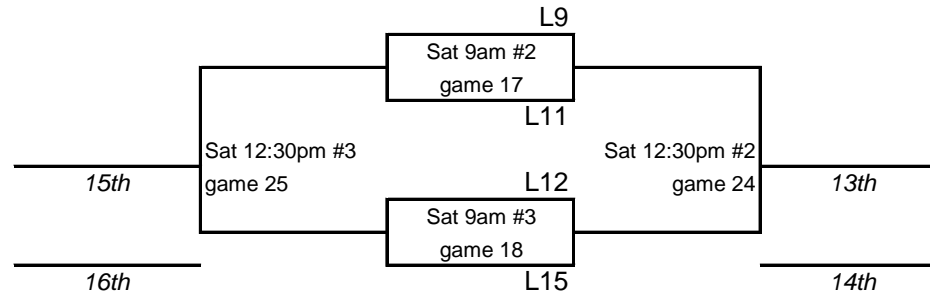 L9
Sat 9am #2
game 17
L11
Sat 12:30pm #3
game 25
Sat 12:30pm #2
game 24
15th
13th
L12
Sat 9am #3
game 18
L15
16th
14th